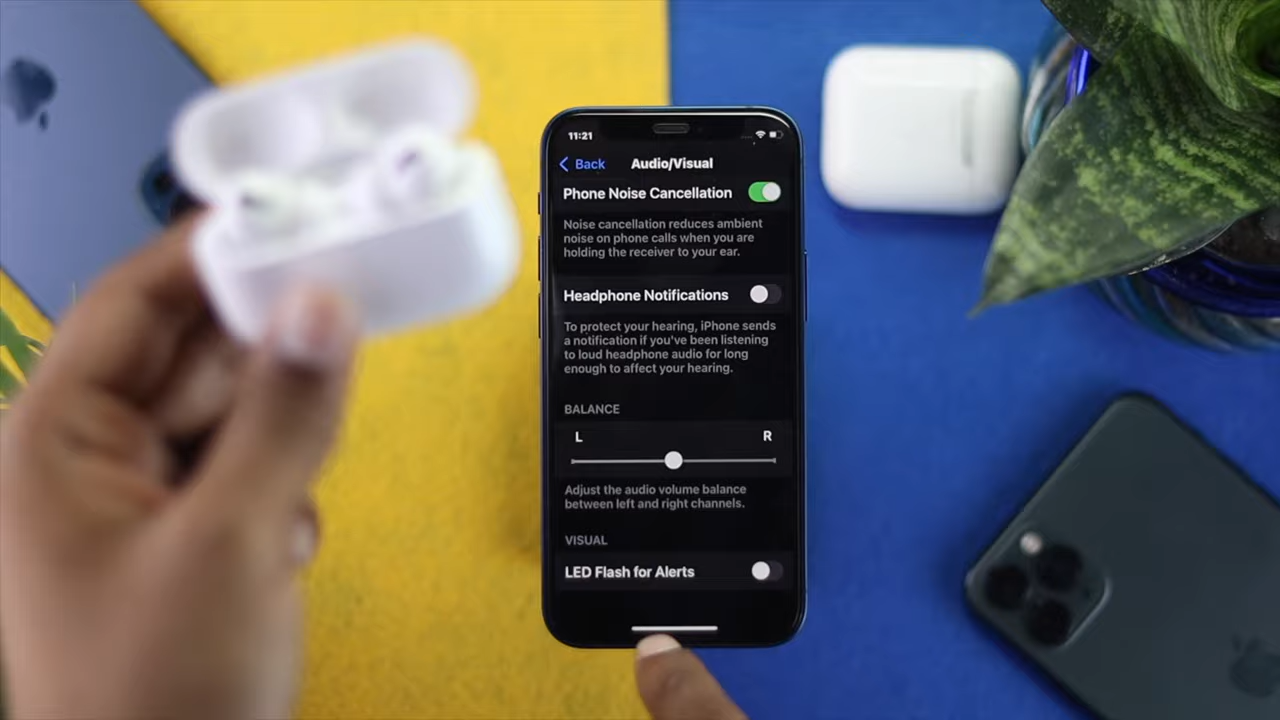 11:21
Back Audio/Visual
Phone Noise Cancellation
Noise cancellation reduces ambient
noise on phone calls when you are
holding the receiver to your ear.
Headphone Notifications
To protect your hearing, iPhone sends
a notification if you've been listening
to loud headphone audio for long
enough to affect your hearing.
BALANCE
L R
Adjust the audio volume balance
between left and right channels.
VISUAL
LED Flash for Alerts